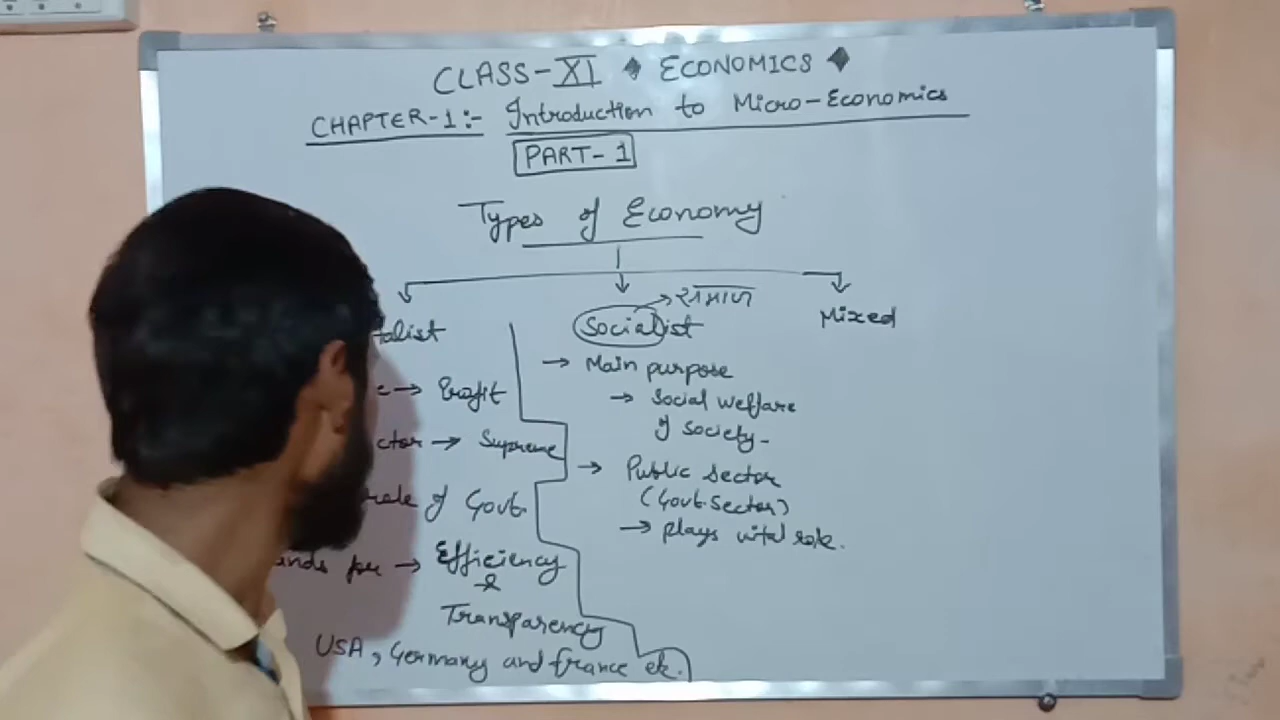 CLASS-XI ◆ ECONOMICS ◆
CHAPTER-1:- Introduction to Micro-Economics
PART-1
Types of Economy
talist
→ Profit
ctor → Supreme
role of Govt.
for → Efficiency
&
Transparency
USA, Germany and france etc.
Socialist → समाज
→ Main purpose
→ Social welfare
of society-
→ Public sector
(Govt. Sector)
→ plays vital role.
Mixed